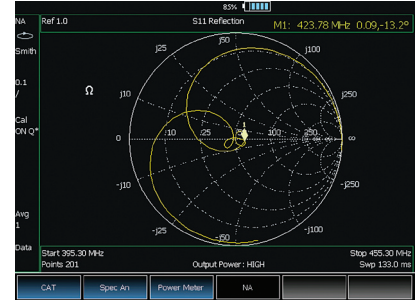 85%
NA Ref 1.0 S11 Reflection M1: 423.78 MHz 0.09,-13.2°
Smith
0.1
/
Cal
ON Q*
Avg
1
Data
Ω
j50
j25 j100
j10 j250
0 10 25 100 250 ∞
1
-j10 -j250
-j25 -j50 -j100
Start 395.30 MHz Stop 455.30 MHz
Points 201 Output Power: HIGH Swp 133.0 ms
CAT Spec An Power Meter NA